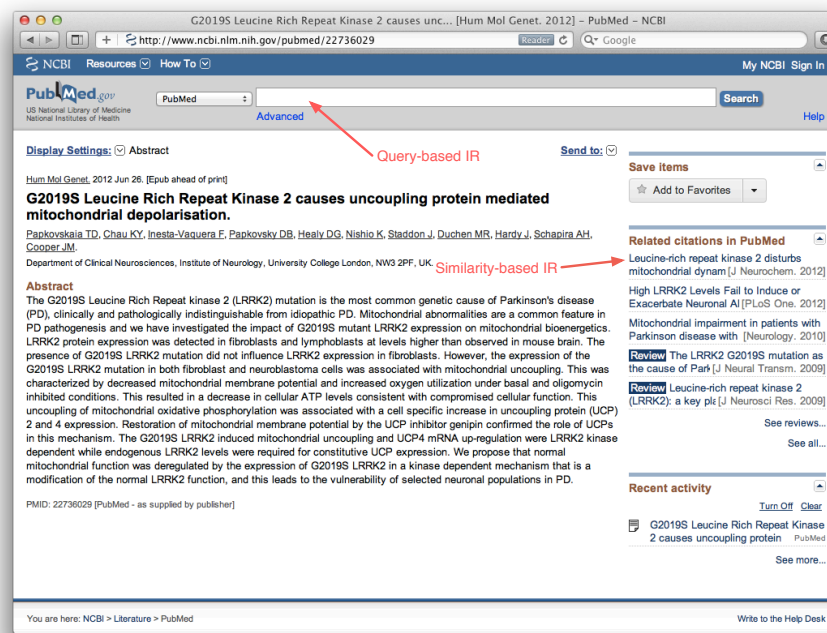 G2019S Leucine Rich Repeat Kinase 2 causes unc... [Hum Mol Genet. 2012] – PubMed – NCBI
http://www.ncbi.nlm.nih.gov/pubmed/22736029 Reader Google
NCBI Resources How To My NCBI Sign In
PubMed.gov
US National Library of Medicine
National Institutes of Health
PubMed Search
Advanced Help
Query-based IR
Display Settings: Abstract Send to:
Hum Mol Genet. 2012 Jun 26. [Epub ahead of print]
G2019S Leucine Rich Repeat Kinase 2 causes uncoupling protein mediated
mitochondrial depolarisation.
Papkovskaia TD, Chau KY, Inesta-Vaquera F, Papkovsky DB, Healy DG, Nishio K, Staddon J, Duchen MR, Hardy J, Schapira AH,
Cooper JM.
Department of Clinical Neurosciences, Institute of Neurology, University College London, NW3 2PF, UK.
Similarity-based IR
Abstract
The G2019S Leucine Rich Repeat kinase 2 (LRRK2) mutation is the most common genetic cause of Parkinson's disease
(PD), clinically and pathologically indistinguishable from idiopathic PD. Mitochondrial abnormalities are a common feature in
PD pathogenesis and we have investigated the impact of G2019S mutant LRRK2 expression on mitochondrial bioenergetics.
LRRK2 protein expression was detected in fibroblasts and lymphoblasts at levels higher than observed in mouse brain. The
presence of G2019S LRRK2 mutation did not influence LRRK2 expression in fibroblasts. However, the expression of the
G2019S LRRK2 mutation in both fibroblast and neuroblastoma cells was associated with mitochondrial uncoupling. This was
characterized by decreased mitochondrial membrane potential and increased oxygen utilization under basal and oligomycin
inhibited conditions. This resulted in a decrease in cellular ATP levels consistent with compromised cellular function. This
uncoupling of mitochondrial oxidative phosphorylation was associated with a cell specific increase in uncoupling protein (UCP)
2 and 4 expression. Restoration of mitochondrial membrane potential by the UCP inhibitor genipin confirmed the role of UCPs
in this mechanism. The G2019S LRRK2 induced mitochondrial uncoupling and UCP4 mRNA up-regulation were LRRK2 kinase
dependent while endogenous LRRK2 levels were required for constitutive UCP expression. We propose that normal
mitochondrial function was deregulated by the expression of G2019S LRRK2 in a kinase dependent mechanism that is a
modification of the normal LRRK2 function, and this leads to the vulnerability of selected neuronal populations in PD.
PMID: 22736029 [PubMed - as supplied by publisher]
Save items
Add to Favorites
Related citations in PubMed
Leucine-rich repeat kinase 2 disturbs
mitochondrial dynam [J Neurochem. 2012]
High LRRK2 Levels Fail to Induce or
Exacerbate Neuronal Al [PLoS One. 2012]
Mitochondrial impairment in patients with
Parkinson disease with [Neurology. 2010]
Review The LRRK2 G2019S mutation as
the cause of Park [J Neural Transm. 2009]
Review Leucine-rich repeat kinase 2
(LRRK2): a key pla [J Neurosci Res. 2009]
See reviews...
See all...
Recent activity
Turn Off Clear
G2019S Leucine Rich Repeat Kinase
2 causes uncoupling protein PubMed
See more...
You are here: NCBI > Literature > PubMed Write to the Help Desk